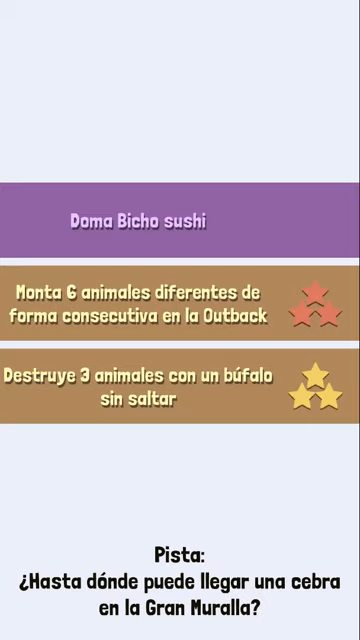 Doma Bicho sushi
Monta 6 animales diferentes de
forma consecutiva en la Outback
Destruye 3 animales con un búfalo
sin saltar
Pista:
¿Hasta dónde puede llegar una cebra
en la Gran Muralla?